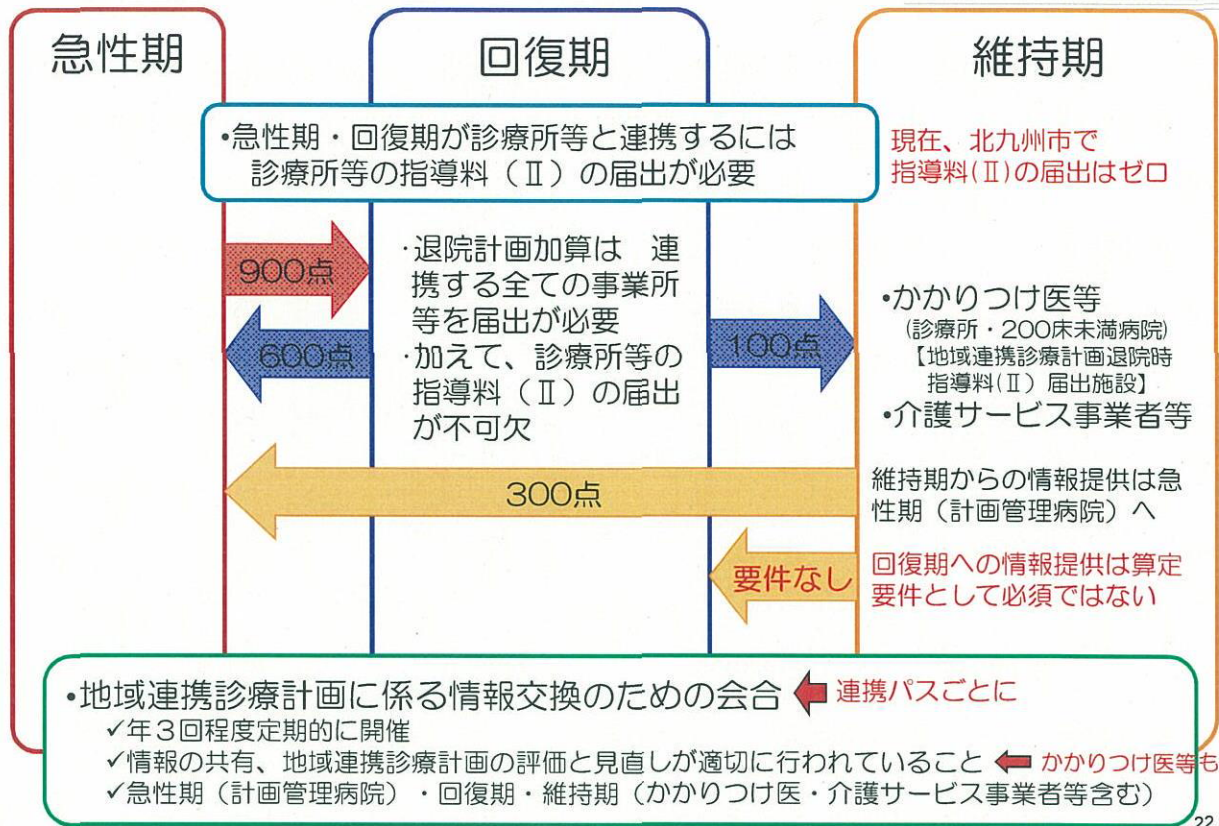 急性期
回復期
維持期
•急性期・回復期が診療所等と連携するには
診療所等の指導料（Ⅱ）の届出が必要
現在、北九州市で
指導料(Ⅱ)の届出はゼロ
900点
600点
・退院計画加算は　連
携する全ての事業所
等を届出が必要
・加えて、診療所等の
指導料（Ⅱ）の届出
が不可欠
100点
•かかりつけ医等
(診療所・200床未満病院)
【地域連携診療計画退院時
指導料(Ⅱ) 届出施設】
•介護サービス事業者等
300点
維持期からの情報提供は急
性期（計画管理病院）へ
要件なし
回復期への情報提供は算定
要件として必須ではない
•地域連携診療計画に係る情報交換のための会合 連携パスごとに
✓年３回程度定期的に開催
✓情報の共有、地域連携診療計画の評価と見直しが適切に行われていること かかりつけ医等も
✓急性期（計画管理病院）・回復期・維持期（かかりつけ医・介護サービス事業者等含む）
22